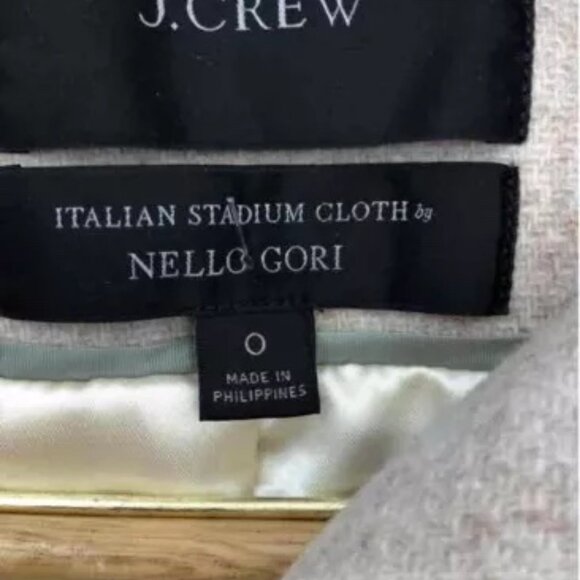 J.CREW
ITALIAN STADIUM CLOTH by
NELLO GORI
0
MADE IN
PHILIPPINES